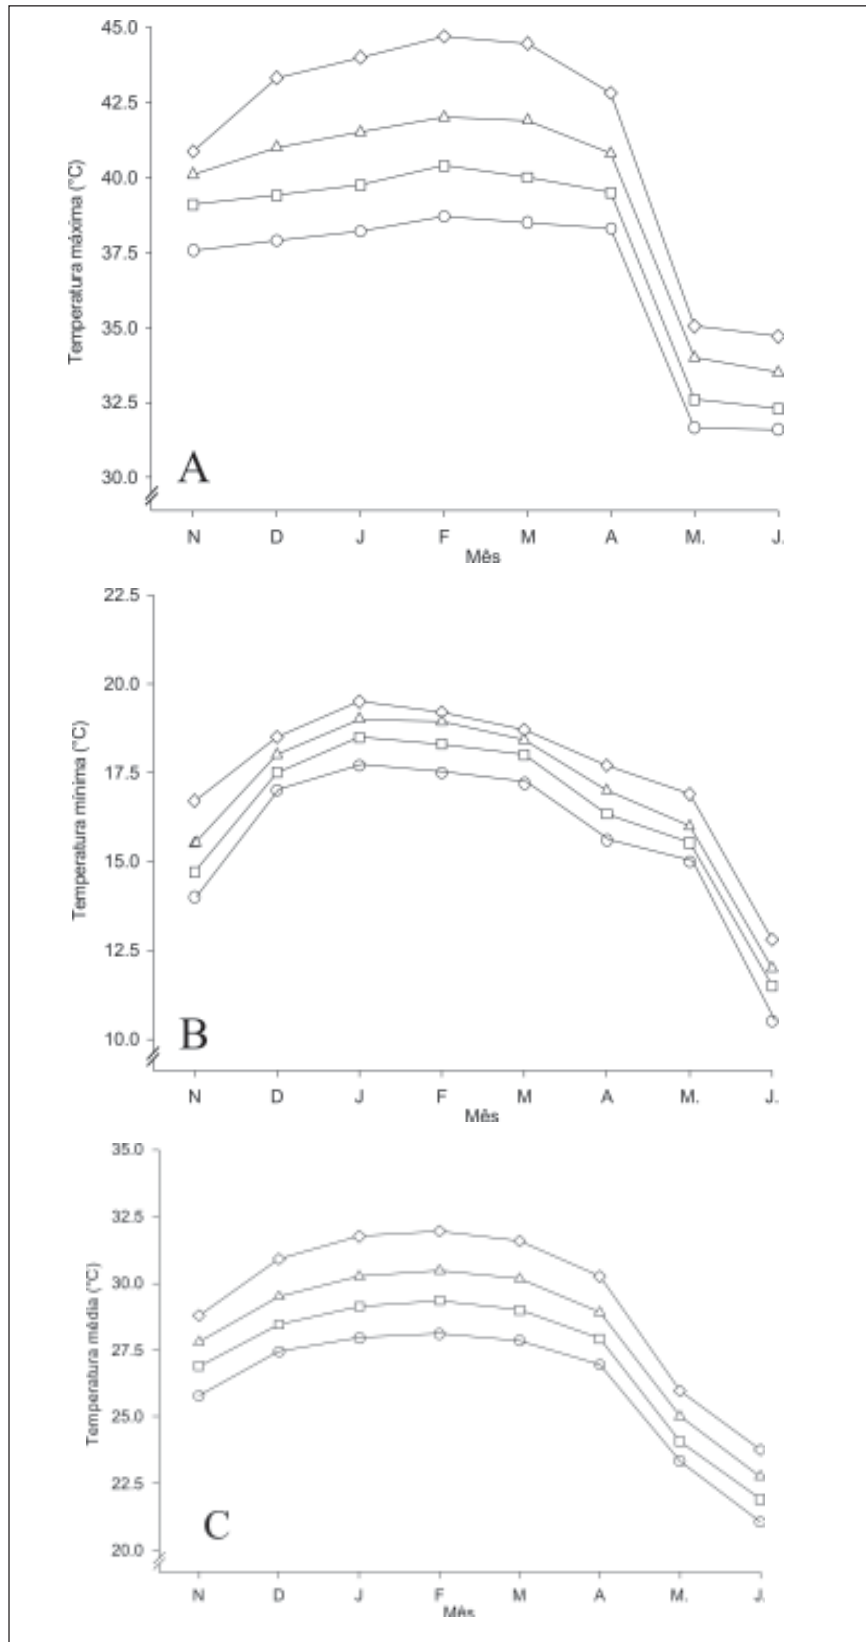 45.0
42.5
40.0
37.5
35.0
32.5
30.0
Temperatura máxima (°C)
A
N D J F M A M. J.
Mês
22.5
20.0
17.5
15.0
12.5
10.0
Temperatura mínima (°C)
B
N D J F M A M. J.
Mês
35.0
32.5
30.0
27.5
25.0
22.5
20.0
Temperatura média (°C)
C
N D J F M A M. J.
Mês